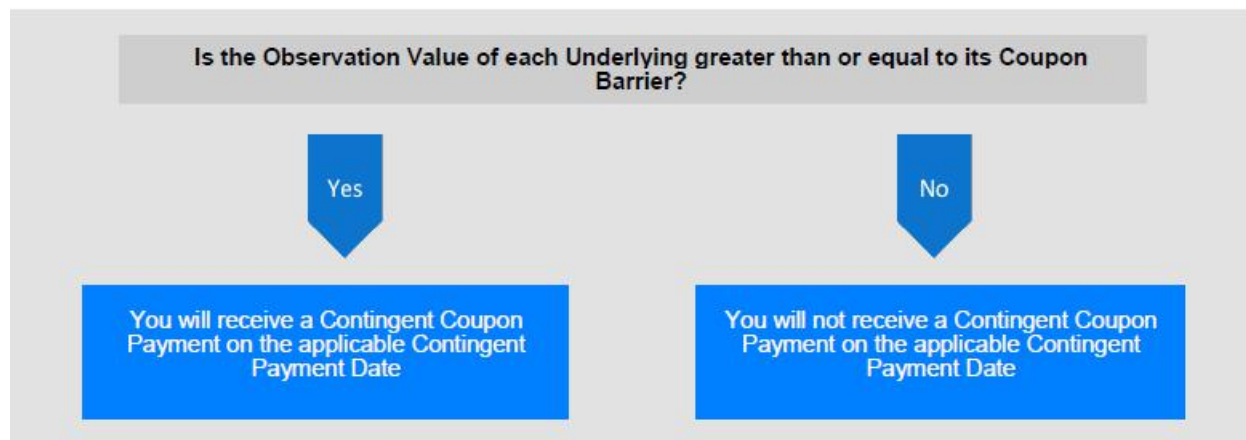 Is the Observation Value of each Underlying greater than or equal to its Coupon
Barrier?
Yes
No
You will receive a Contingent Coupon
Payment on the applicable Contingent
Payment Date
You will not receive a Contingent Coupon
Payment on the applicable Contingent
Payment Date